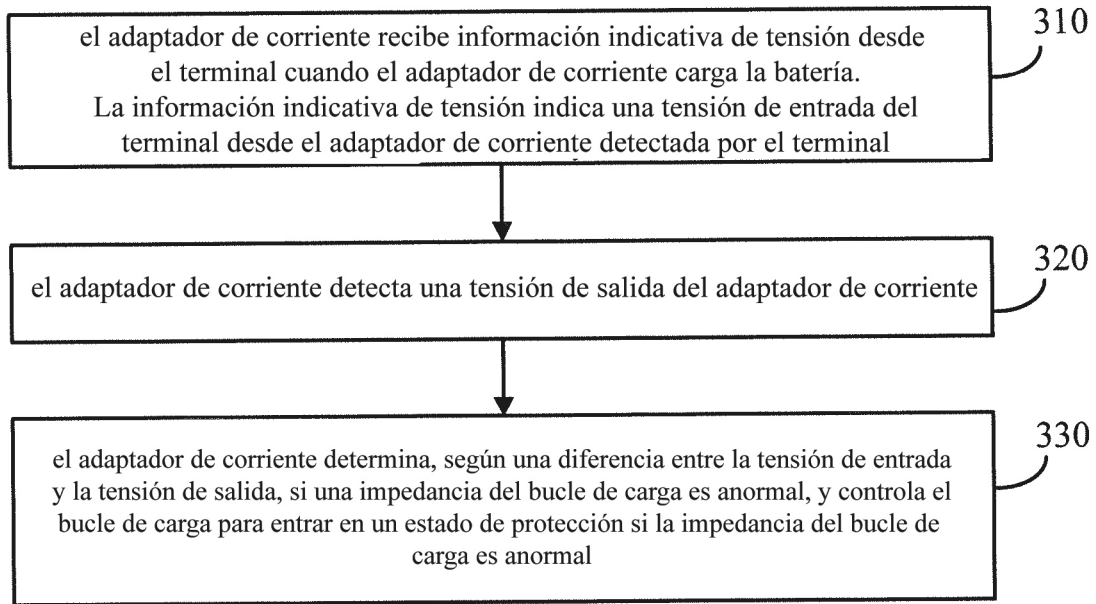 el adaptador de corriente recibe información indicativa de tensión desde
el terminal cuando el adaptador de corriente carga la batería.
La información indicativa de tensión indica una tensión de entrada del
terminal desde el adaptador de corriente detectada por el terminal
310
el adaptador de corriente detecta una tensión de salida del adaptador de corriente
320
el adaptador de corriente determina, según una diferencia entre la tensión de entrada
y la tensión de salida, si una impedancia del bucle de carga es anormal, y controla el
bucle de carga para entrar en un estado de protección si la impedancia del bucle de
carga es anormal
330